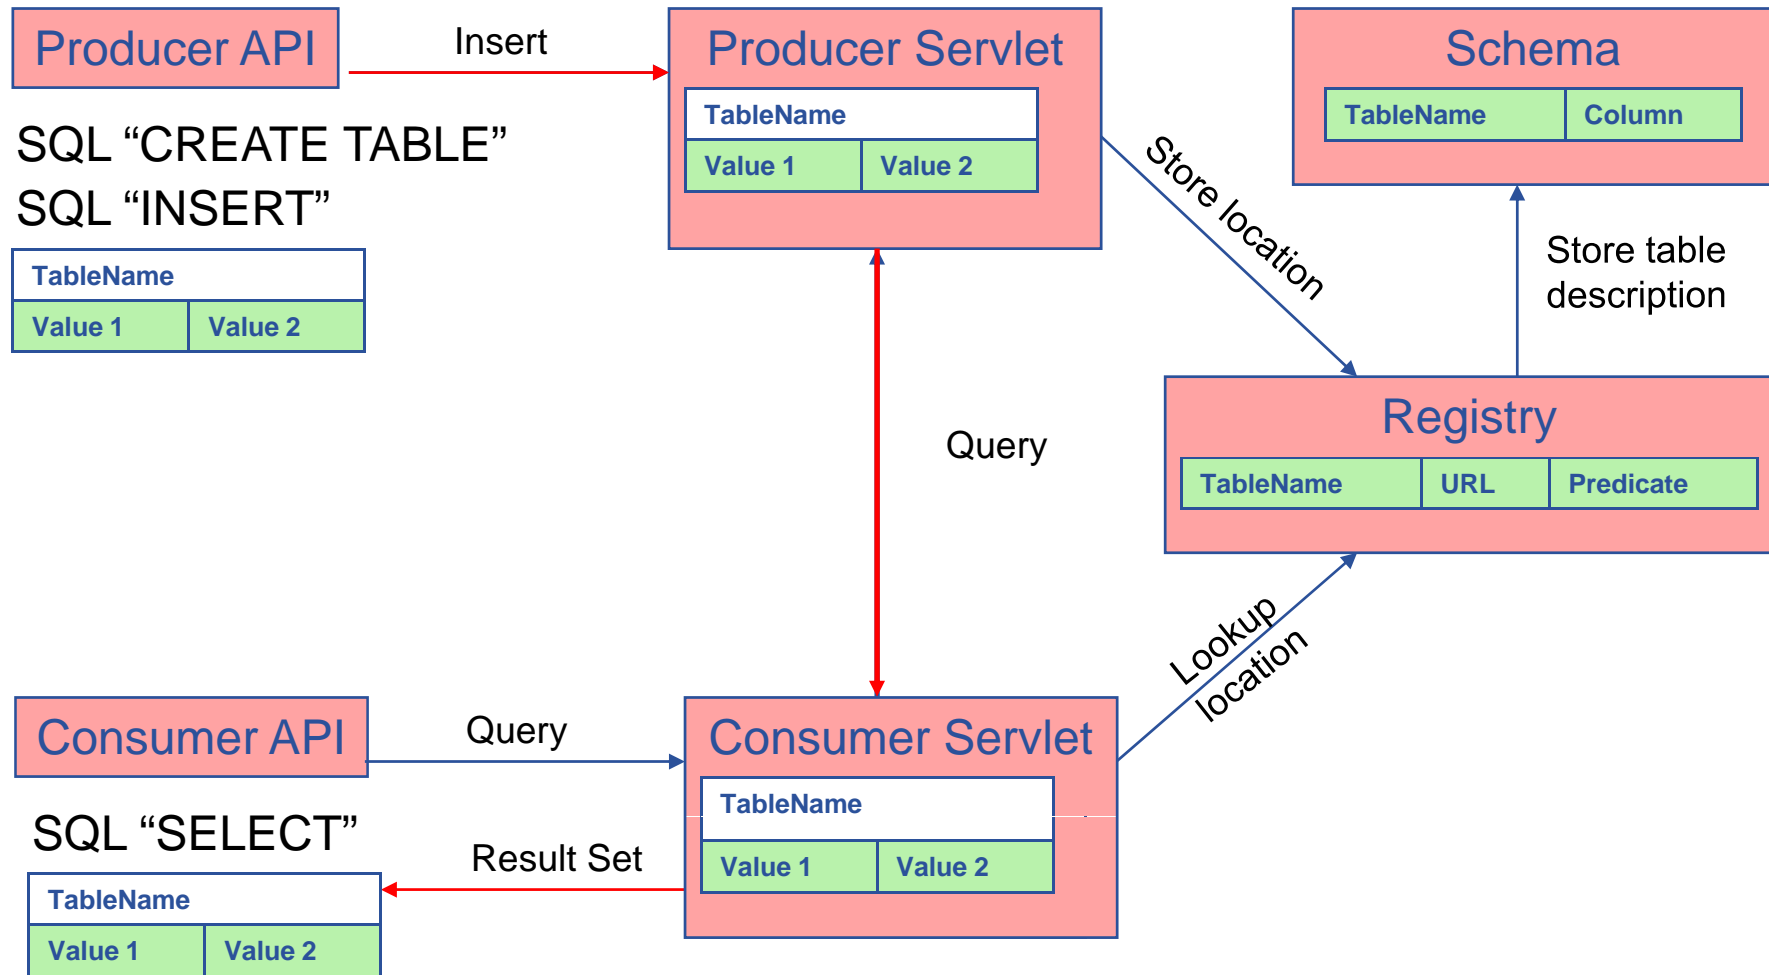 Producer API
Insert
Producer Servlet
TableName
Value 1 Value 2
Schema
TableName Column
SQL “CREATE TABLE”
SQL “INSERT”
TableName
Value 1 Value 2
Store location
Store table
description
Query
Registry
TableName URL Predicate
Lookup
location
Consumer API
Query
Consumer Servlet
TableName
Value 1 Value 2
SQL “SELECT”
Result Set
TableName
Value 1 Value 2